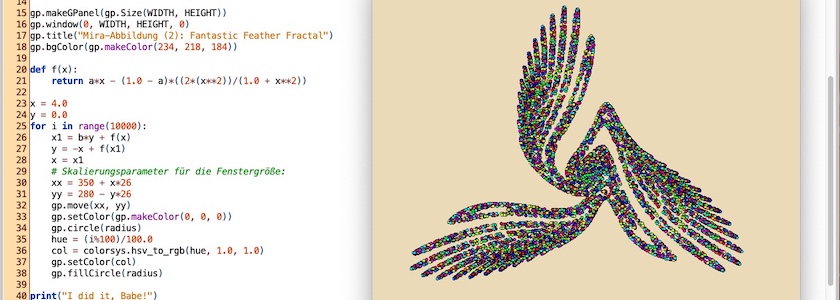 14
15 gp.makeGPanel(gp.Size(WIDTH, HEIGHT))
16 gp.window(0, WIDTH, HEIGHT, 0)
17 gp.title("Mira-Abbildung (2): Fantastic Feather Fractal")
18 gp.bgColor(gp.makeColor(234, 218, 184))
19
20 def f(x):
21     return a*x - (1.0 - a)*((2*(x**2))/(1.0 + x**2))
22
23 x = 4.0
24 y = 0.0
25 for i in range(10000):
26     x1 = b*y + f(x)
27     y = -x + f(x1)
28     x = x1
29     # Skalierungsparameter für die Fenstergröße:
30     xx = 350 + x*26
31     yy = 280 - y*26
32     gp.move(xx, yy)
33     gp.setColor(gp.makeColor(0, 0, 0))
34     gp.circle(radius)
35     hue = (i%100)/100.0
36     col = colorsys.hsv_to_rgb(hue, 1.0, 1.0)
37     gp.setColor(col)
38     gp.fillCircle(radius)
39
40 print("I did it, Babe!")